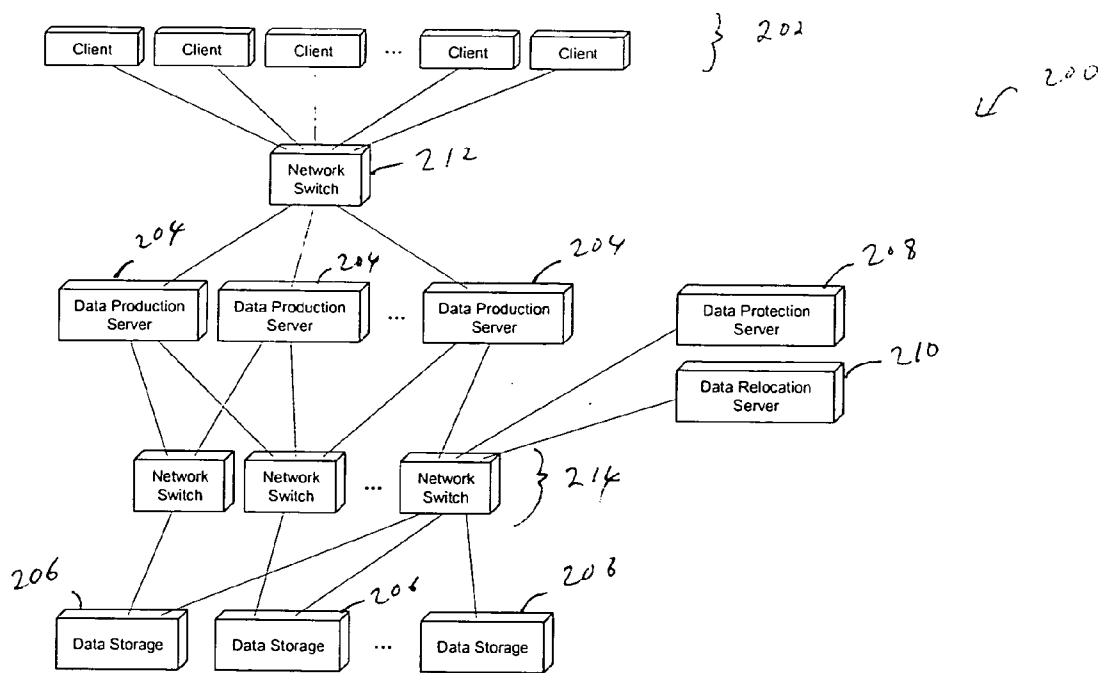 Client Client Client ... Client Client
202
200
Network
Switch
212
204 204 204 208
Data Production
Server
Data Production
Server
...
Data Production
Server
Data Protection
Server
210
Data Relocation
Server
Network
Switch
Network
Switch
...
Network
Switch
214
206 206 206
Data Storage Data Storage ... Data Storage